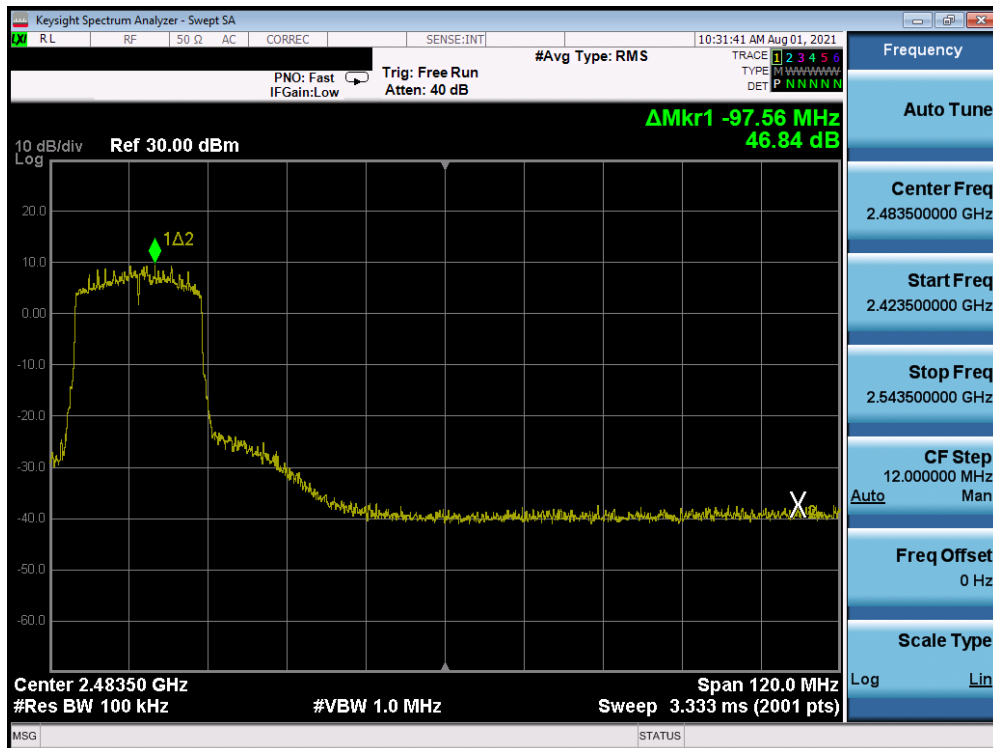 Keysight Spectrum Analyzer - Swept SA
LXI RL RF 50 Ω AC CORREC SENSE:INT 10:31:41 AM Aug 01, 2021
#Avg Type: RMS
PNO: Fast
IFGain:Low
Trig: Free Run
Atten: 40 dB
TRACE 1 2 3 4 5 6
TYPE M W W W W W
DET P N N N N N
ΔMkr1 -97.56 MHz
46.84 dB
10 dB/div
Log
Ref 30.00 dBm
20.0
10.0
0.00
-10.0
-20.0
-30.0
-40.0
-50.0
-60.0
1Δ2
X
Center 2.48350 GHz
Span 120.0 MHz
#Res BW 100 kHz
#VBW 1.0 MHz
Sweep 3.333 ms (2001 pts)
MSG
STATUS
Frequency
Auto Tune
Center Freq
2.483500000 GHz
Start Freq
2.423500000 GHz
Stop Freq
2.543500000 GHz
CF Step
12.000000 MHz
Auto Man
Freq Offset
0 Hz
Scale Type
Log Lin